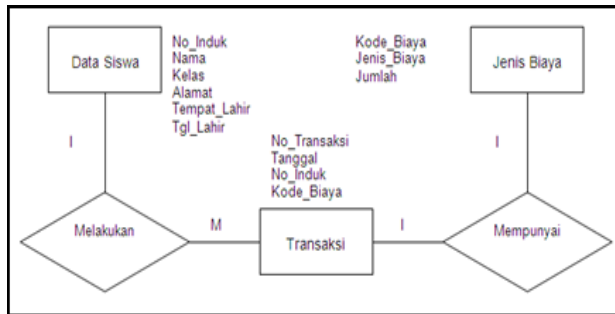 Data Siswa
No_Induk
Nama
Kelas
Alamat
Tempat_Lahir
Tgl_Lahir
Kode_Biaya
Jenis_Biaya
Jumlah
Jenis Biaya
I
I
No_Transaksi
Tanggal
No_Induk
Kode_Biaya
Melakukan
M
Transaksi
I
Mempunyai